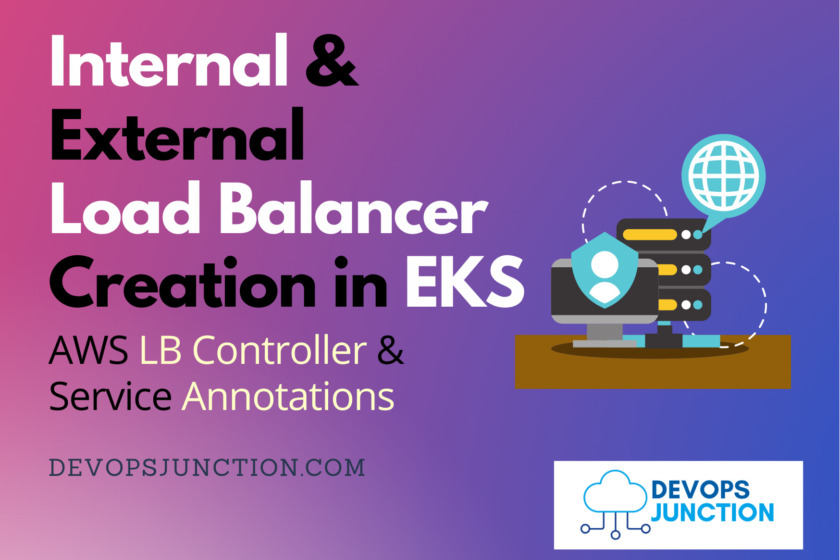 Internal &
External
Load Balancer
Creation in EKS
AWS LB Controller &
Service Annotations
DEVOPSJUNCTION.COM
DEVOPS
JUNCTION